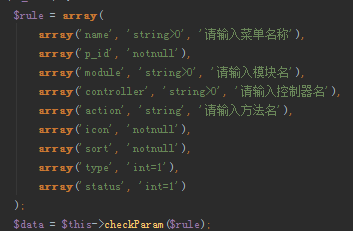 $rule = array(
array('name', 'string>0', '请输入菜单名称'),
array('p_id', 'notnull'),
array('module', 'string>0', '请输入模块名'),
array('controller', 'string>0', '请输入控制器名'),
array('action', 'string', '请输入方法名'),
array('icon', 'notnull'),
array('sort', 'notnull'),
array('type', 'int=1'),
array('status', 'int=1')
);
$data = $this->checkParam($rule);